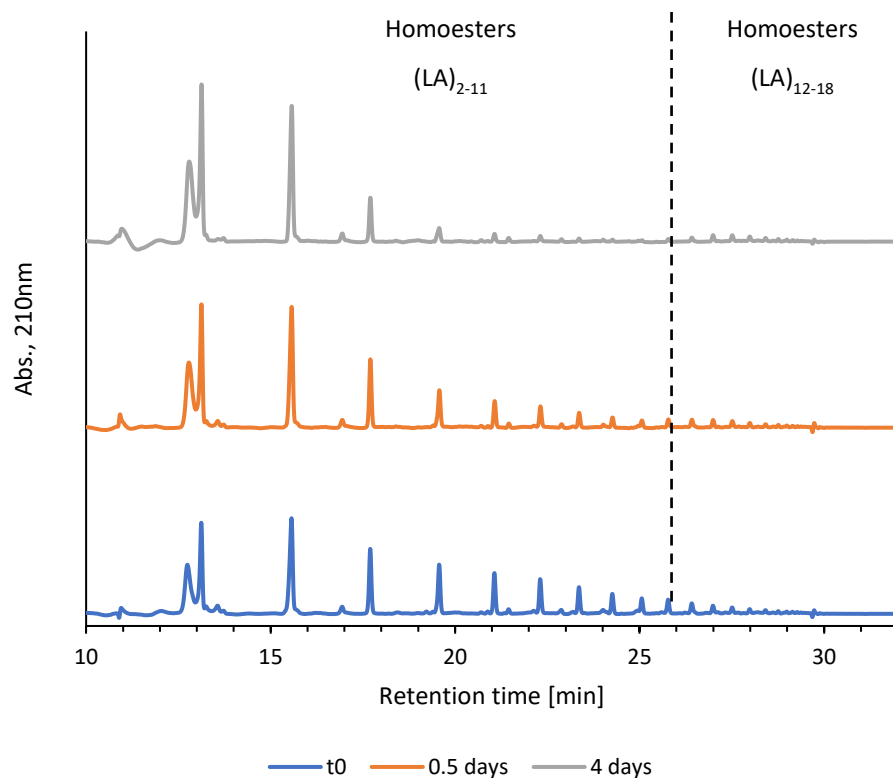 Homoesters
(LA)2-11
Homoesters
(LA)12-18
Abs., 210nm
10 15 20 25 30
Retention time [min]
t0 0.5 days 4 days